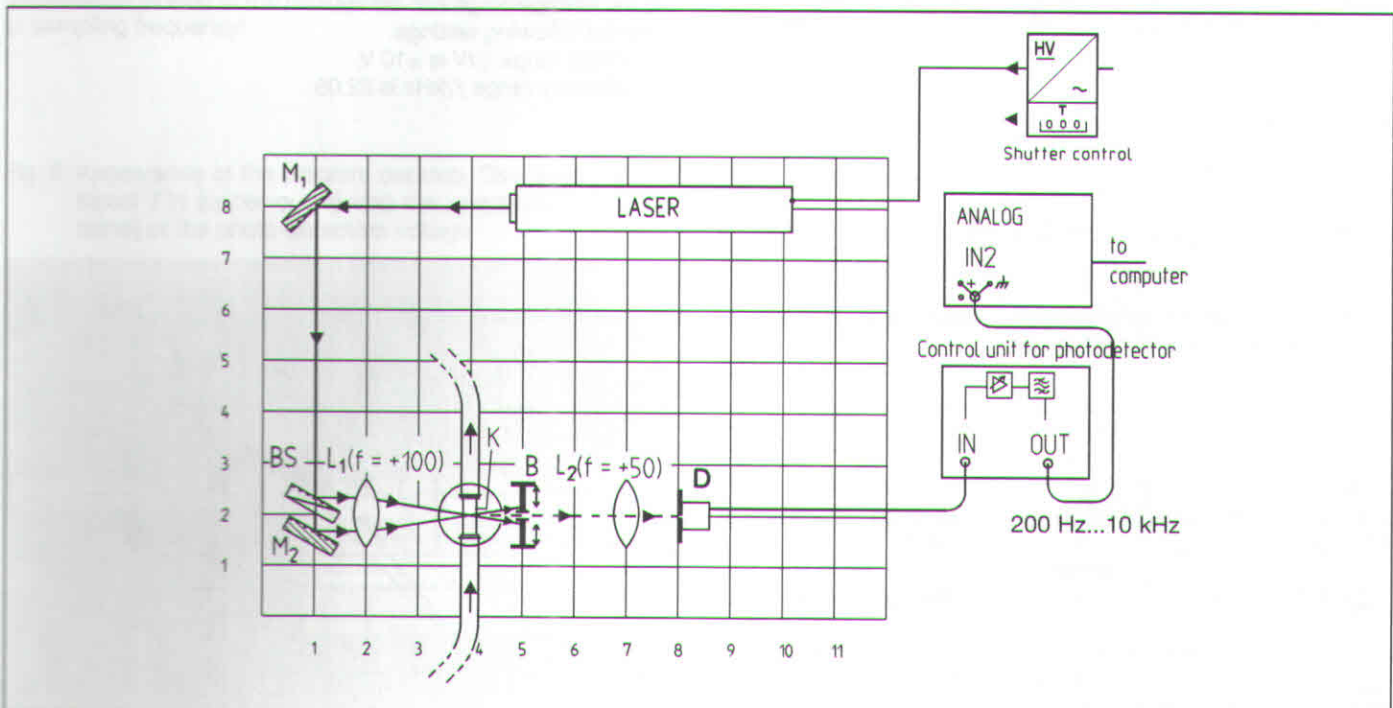 HV
~
T
000
Shutter control
M₁
8
LASER
ANALOG
IN2
+
to
computer
7
6
5
Control unit for photodetector
4
K
IN
OUT
BS
L₁(f = +100)
3
B
L₂(f = +50)
D
200 Hz...10 kHz
2
M₂
1
1 2 3 4 5 6 7 8 9 10 11